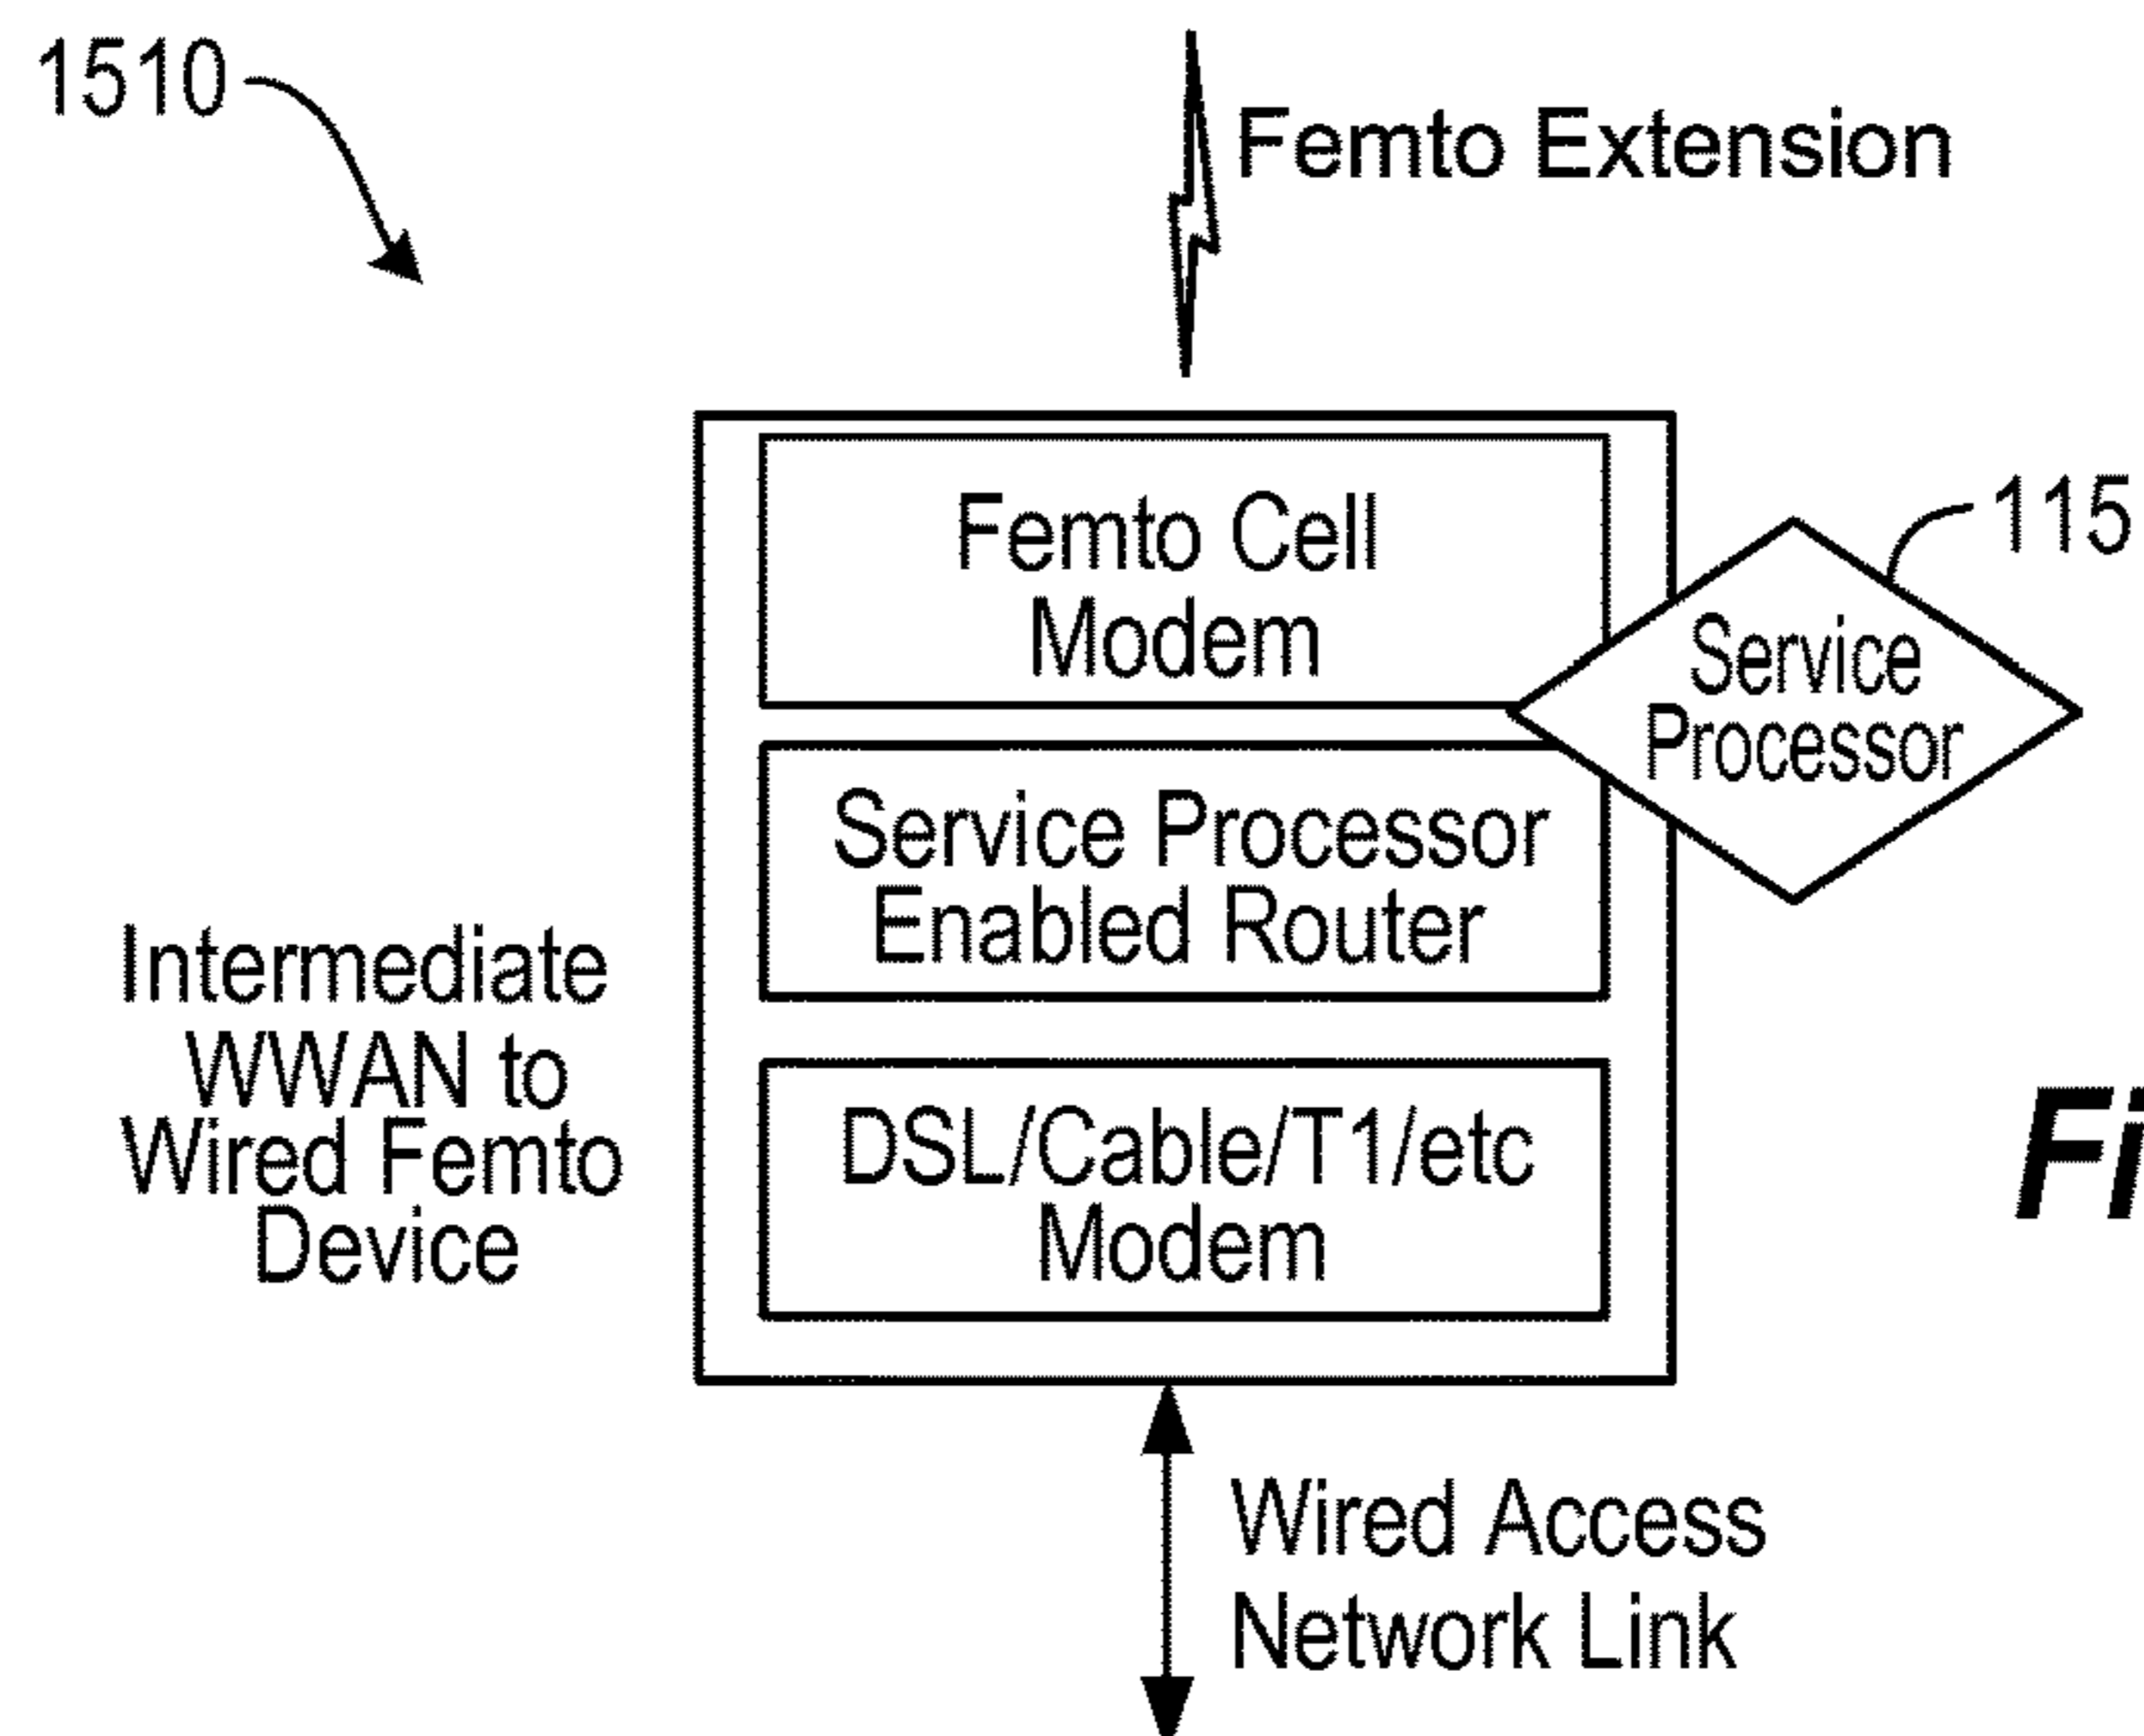 1510
Femto Extension
Femto Cell
Modem
115
Service
Processor
Service Processor
Enabled Router
Intermediate
WWAN to
Wired Femto
Device
DSL/Cable/T1/etc
Modem
Wired Access
Network Link